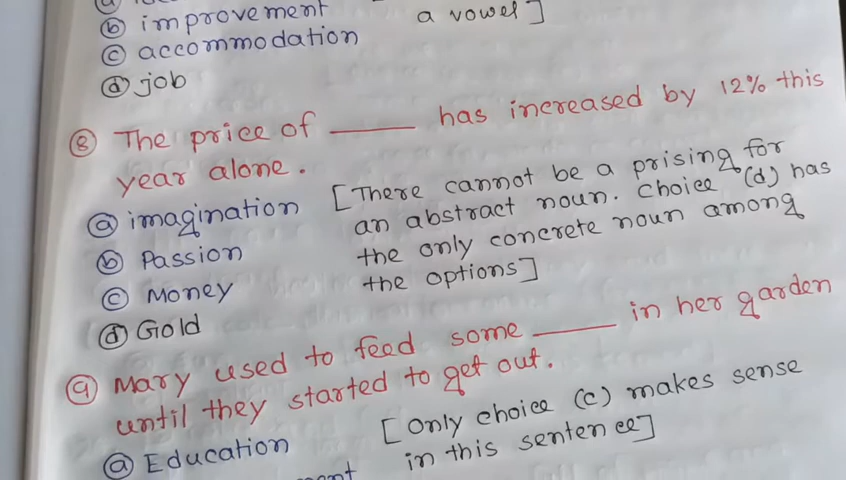 ⓑ improvement
a vowel]
ⓒ accommodation
ⓓ job
⑧ The price of ______ has increased by 12% this
year alone.
ⓐ imagination
[There cannot be a prising for
an abstract noun. Choice (d) has
the only concrete noun among
the options]
ⓑ Passion
ⓒ Money
ⓓ Gold
⑨ Mary used to feed some ______ in her garden
until they started to get out.
ⓐ Education
[Only choice (c) makes sense
in this sentence]